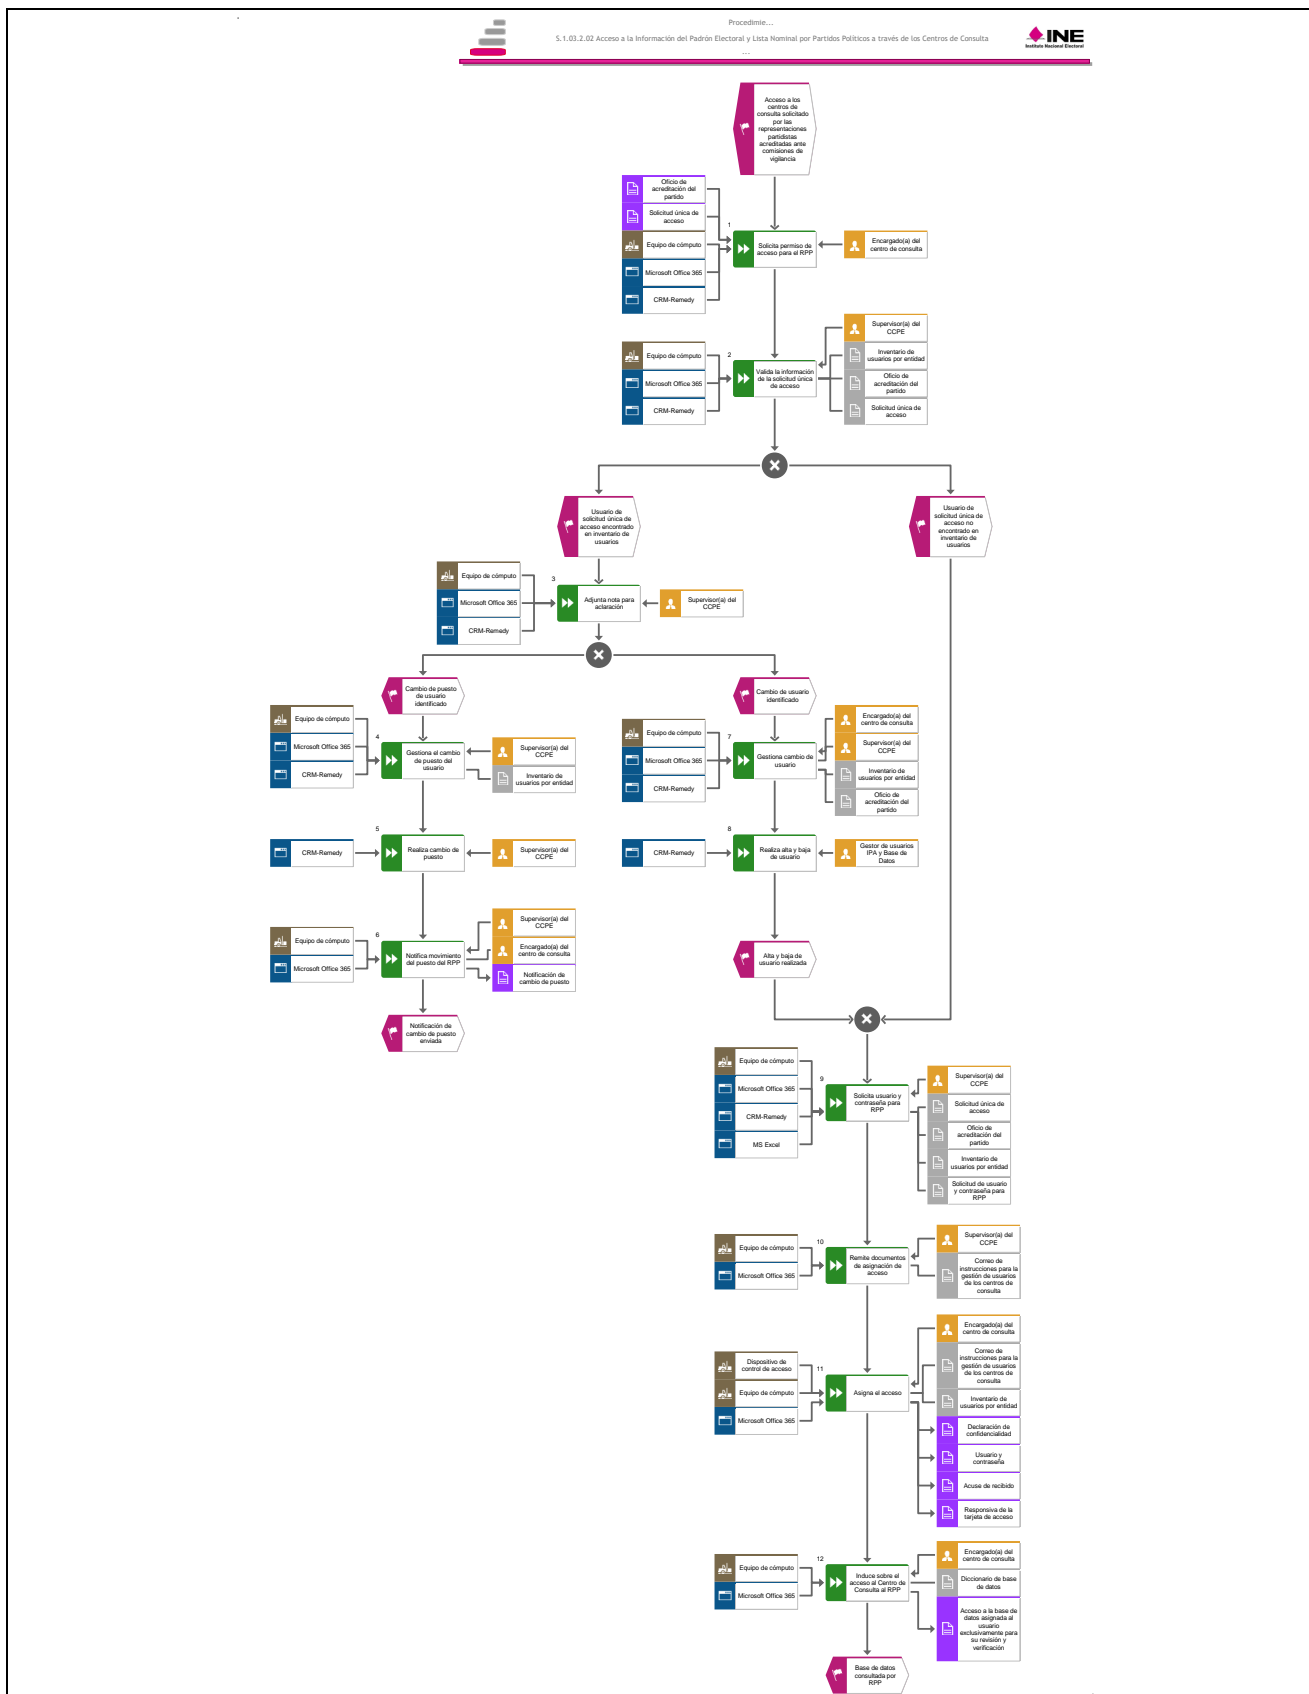 Procedimie...
5.1.03.2.02 Acceso a la Información del Padrón Electoral y Lista Nominal por Partidos Políticos a través de los Centros de Consulta
...
INE
Instituto Nacional Electoral
Acceso a los
centros de
consulta solicitado
por las
representaciones
partidistas
acreditadas ante
comisiones de
vigilancia
Oficio de
acreditación del
partido
Solicitud única de
acceso
Equipo de cómputo
Microsoft Office 365
CRM-Remedy
1
Solicita permiso de
acceso para el RPP
Encargado(a) del
centro de consulta
Equipo de cómputo
Microsoft Office 365
CRM-Remedy
2
Valida la información
de la solicitud única
de acceso
Supervisor(a) del
CCPE
Inventario de
usuarios por entidad
Oficio de
acreditación del
partido
Solicitud única de
acceso
Usuario de
solicitud única de
acceso encontrado
en inventario de
usuarios
Usuario de
solicitud única de
acceso no
encontrado en
inventario de
usuarios
Equipo de cómputo
Microsoft Office 365
CRM-Remedy
3
Adjunta nota para
aclaración
Supervisor(a) del
CCPE
Cambio de puesto
de usuario
identificado
Cambio de usuario
identificado
Equipo de cómputo
Microsoft Office 365
CRM-Remedy
4
Gestiona el cambio
de puesto del
usuario
Supervisor(a) del
CCPE
Inventario de
usuarios por entidad
Equipo de cómputo
Microsoft Office 365
CRM-Remedy
7
Gestiona cambio de
usuario
Encargado(a) del
centro de consulta
Supervisor(a) del
CCPE
Inventario de
usuarios por entidad
Oficio de
acreditación del
partido
CRM-Remedy
5
Realiza cambio de
puesto
Supervisor(a) del
CCPE
CRM-Remedy
8
Realiza alta y baja
de usuario
Gestor de usuarios
IPA y Base de
Datos
Equipo de cómputo
Microsoft Office 365
6
Notifica movimiento
del puesto del RPP
Supervisor(a) del
CCPE
Encargado(a) del
centro de consulta
Notificación de
cambio de puesto
Alta y baja de
usuario realizada
Notificación de
cambio de puesto
enviada
Equipo de cómputo
Microsoft Office 365
CRM-Remedy
MS Excel
9
Solicita usuario y
contraseña para
RPP
Supervisor(a) del
CCPE
Solicitud única de
acceso
Oficio de
acreditación del
partido
Inventario de
usuarios por entidad
Solicitud de usuario
y contraseña para
RPP
Equipo de cómputo
Microsoft Office 365
10
Remite documentos
de asignación de
acceso
Supervisor(a) del
CCPE
Correo de
instrucciones para la
gestión de usuarios
de los centros de
consulta
Dispositivo de
control de acceso
Equipo de cómputo
Microsoft Office 365
11
Asigna el acceso
Encargado(a) del
centro de consulta
Correo de
instrucciones para la
gestión de usuarios
de los centros de
consulta
Inventario de
usuarios por entidad
Declaración de
confidencialidad
Usuario y
contraseña
Acuse de recibido
Responsiva de la
tarjeta de acceso
Equipo de cómputo
Microsoft Office 365
12
Induce sobre el
acceso al Centro de
Consulta al RPP
Encargado(a) del
centro de consulta
Diccionario de base
de datos
Acceso a la base de
datos asignada al
usuario
exclusivamente para
su revisión y
verificación
Base de datos
consultada por
RPP